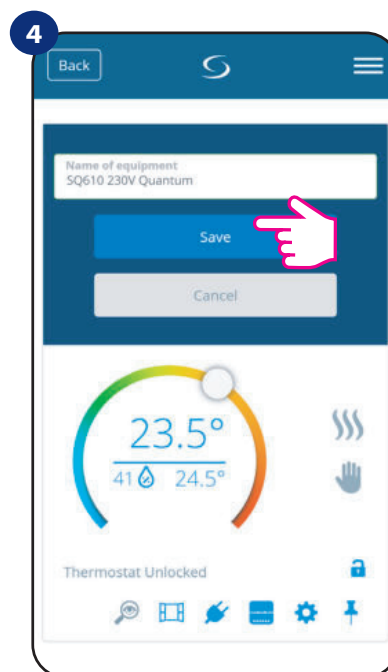 4
Back
Name of equipment
SQ610 230V Quantum
Save
Cancel
23.5°
41 24.5°
Thermostat Unlocked